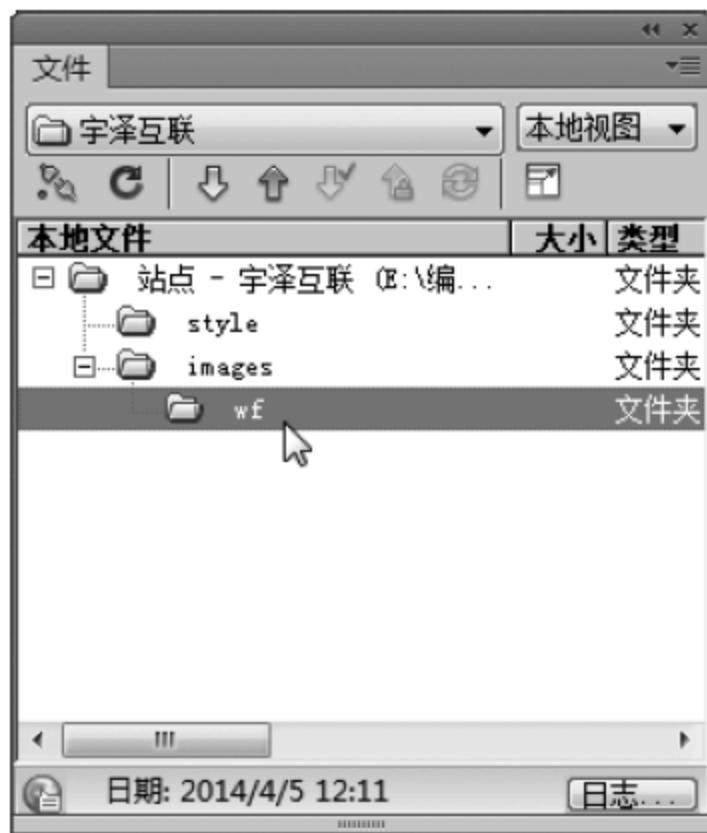 文件
宇泽互联 本地视图
本地文件 大小 类型
站点 - 宇泽互联 (E:\编... 文件夹
style 文件夹
images 文件夹
wf 文件夹
日期: 2014/4/5 12:11 日志...